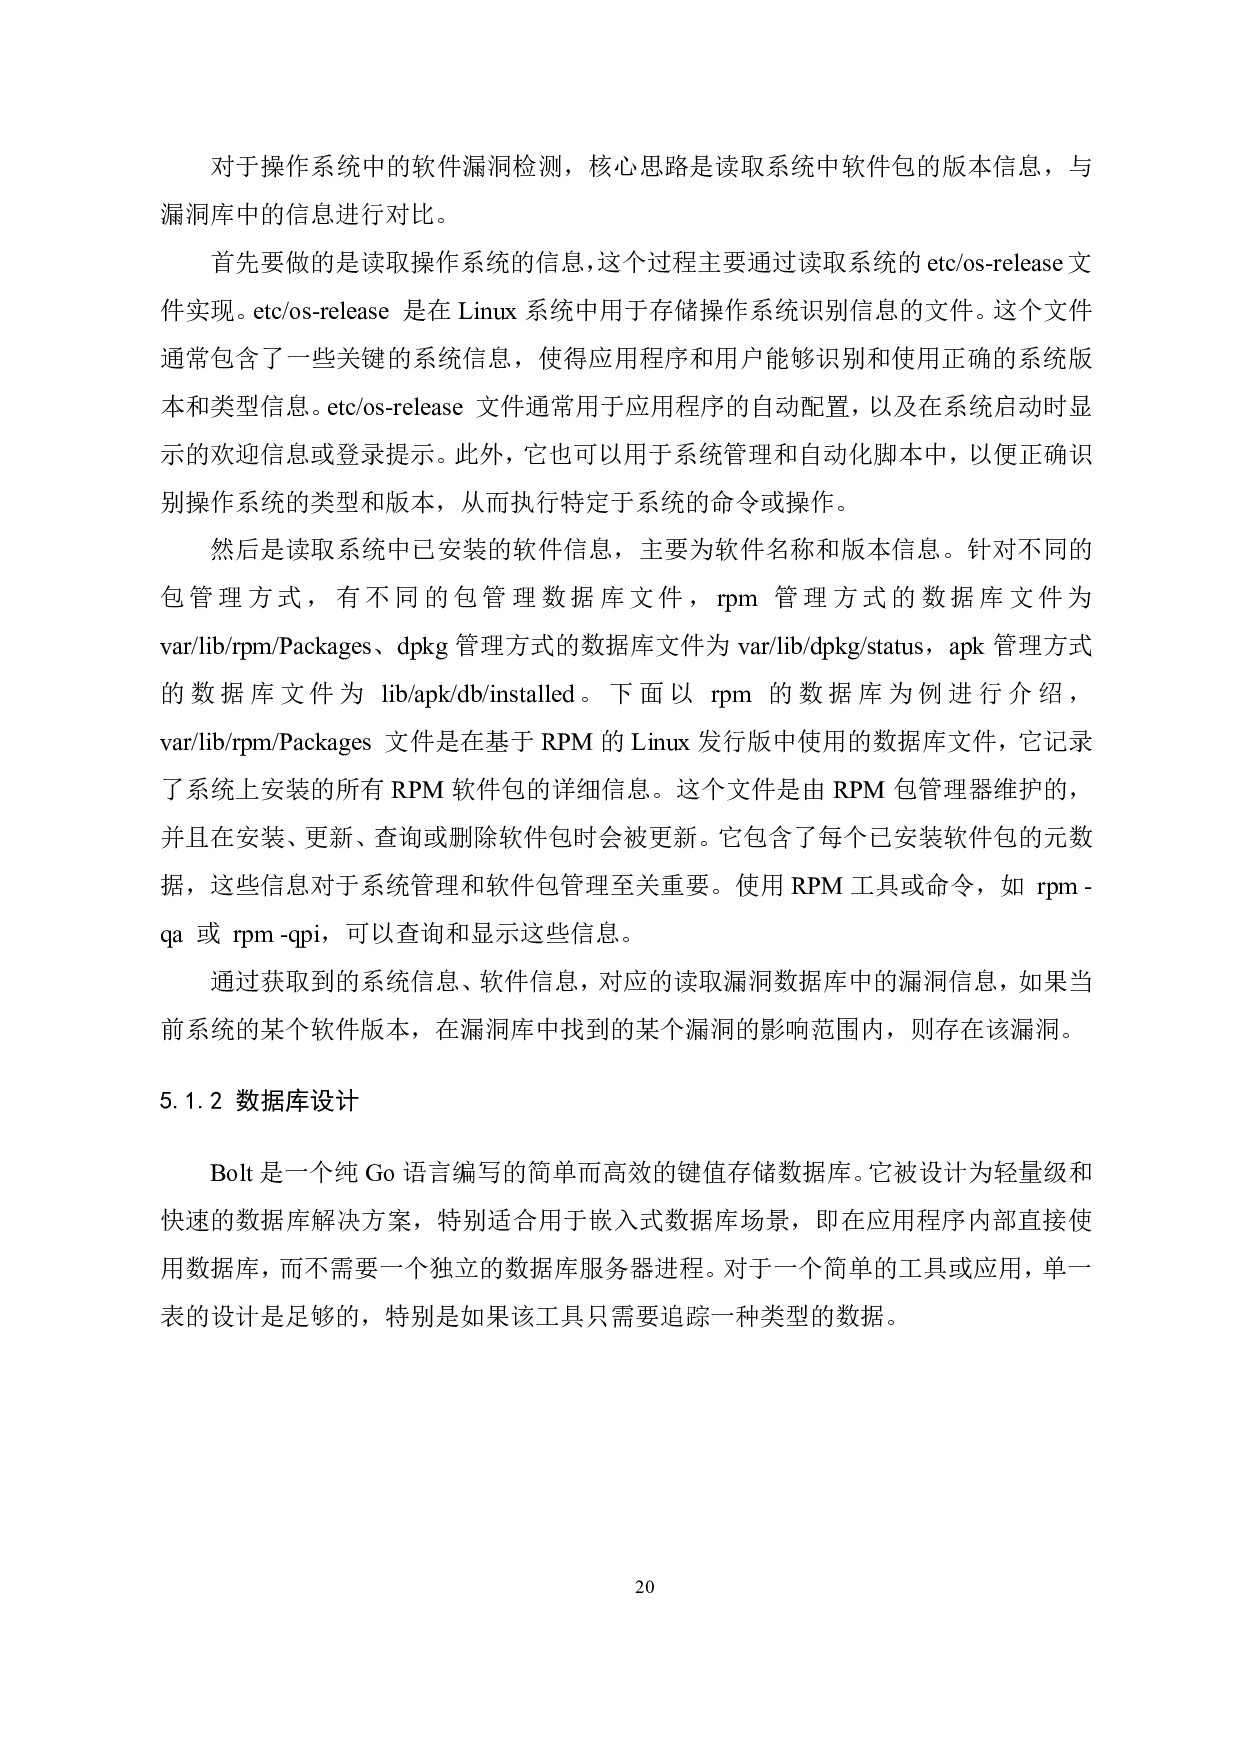 对于操作系统中的软件漏洞检测，核心思路是读取系统中软件包的版本信息，与
漏洞库中的信息进行对比。
首先要做的是读取操作系统的信息，这个过程主要通过读取系统的 etc/os-release 文
件实现。etc/os-release 是在 Linux 系统中用于存储操作系统识别信息的文件。这个文件
通常包含了一些关键的系统信息，使得应用程序和用户能够识别和使用正确的系统版
本和类型信息。etc/os-release 文件通常用于应用程序的自动配置，以及在系统启动时显
示的欢迎信息或登录提示。此外，它也可以用于系统管理和自动化脚本中，以便正确识
别操作系统的类型和版本，从而执行特定于系统的命令或操作。
然后是读取系统中已安装的软件信息，主要为软件名称和版本信息。针对不同的
包管理方式，有不同的包管理数据库文件，rpm 管理方式的数据库文件为
var/lib/rpm/Packages、dpkg 管理方式的数据库文件为 var/lib/dpkg/status，apk 管理方式
的数据库文件为 lib/apk/db/installed。下面以 rpm 的数据库为例进行介绍，
var/lib/rpm/Packages 文件是在基于 RPM 的 Linux 发行版中使用的数据库文件，它记录
了系统上安装的所有 RPM 软件包的详细信息。这个文件是由 RPM 包管理器维护的，
并且在安装、更新、查询或删除软件包时会被更新。它包含了每个已安装软件包的元数
据，这些信息对于系统管理和软件包管理至关重要。使用 RPM 工具或命令，如 rpm -
qa 或 rpm -qpi，可以查询和显示这些信息。
通过获取到的系统信息、软件信息，对应的读取漏洞数据库中的漏洞信息，如果当
前系统的某个软件版本，在漏洞库中找到的某个漏洞的影响范围内，则存在该漏洞。
5.1.2 数据库设计
Bolt 是一个纯 Go 语言编写的简单而高效的键值存储数据库。它被设计为轻量级和
快速的数据库解决方案，特别适合用于嵌入式数据库场景，即在应用程序内部直接使
用数据库，而不需要一个独立的数据库服务器进程。对于一个简单的工具或应用，单一
表的设计是足够的，特别是如果该工具只需要追踪一种类型的数据。
20